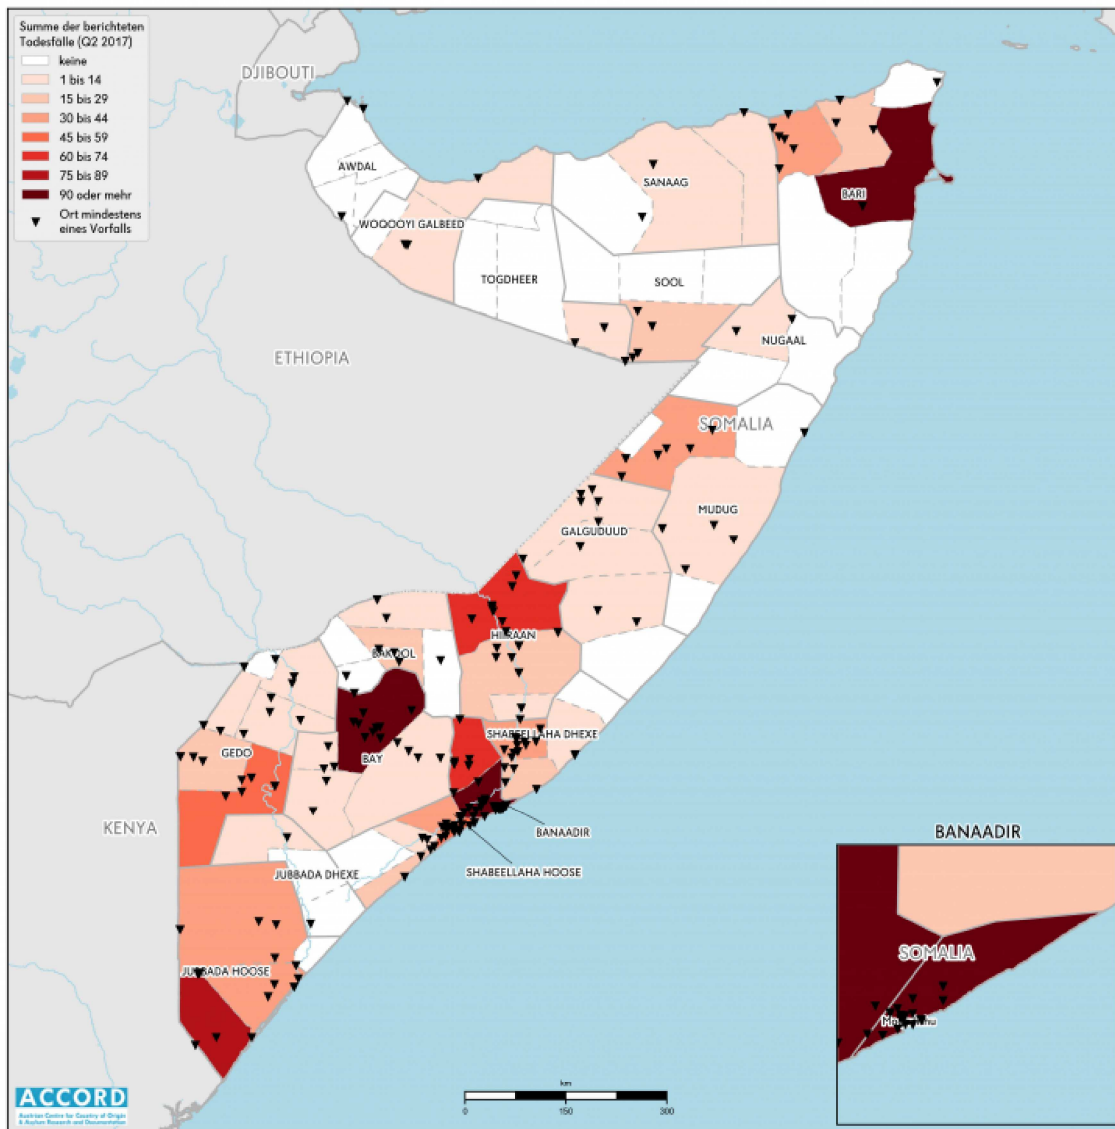 Summe der berichteten
Todesfälle (Q2 2017)
keine
1 bis 14
15 bis 29
30 bis 44
45 bis 59
60 bis 74
75 bis 89
90 oder mehr
Ort mindestens
eines Vorfalls
DJIBOUTI
AWDAL
WOQOOYI GALBEED
SANAAG
BARI
TOGDHEER
SOOL
NUGAAL
ETHIOPIA
SOMALIA
MUDUG
GALGUDUUD
HIIRAAN
BAKOOL
SHABEELLAHA DHEXE
GEDO
BAY
KENYA
BANAADIR
SHABEELLAHA HOOSE
JUBBADA DHEXE
JUBBADA HOOSE
BANAADIR
SOMALIA
km
0 150 300
ACCORD
Austrian Centre for Country of Origin
& Asylum Research and Documentation